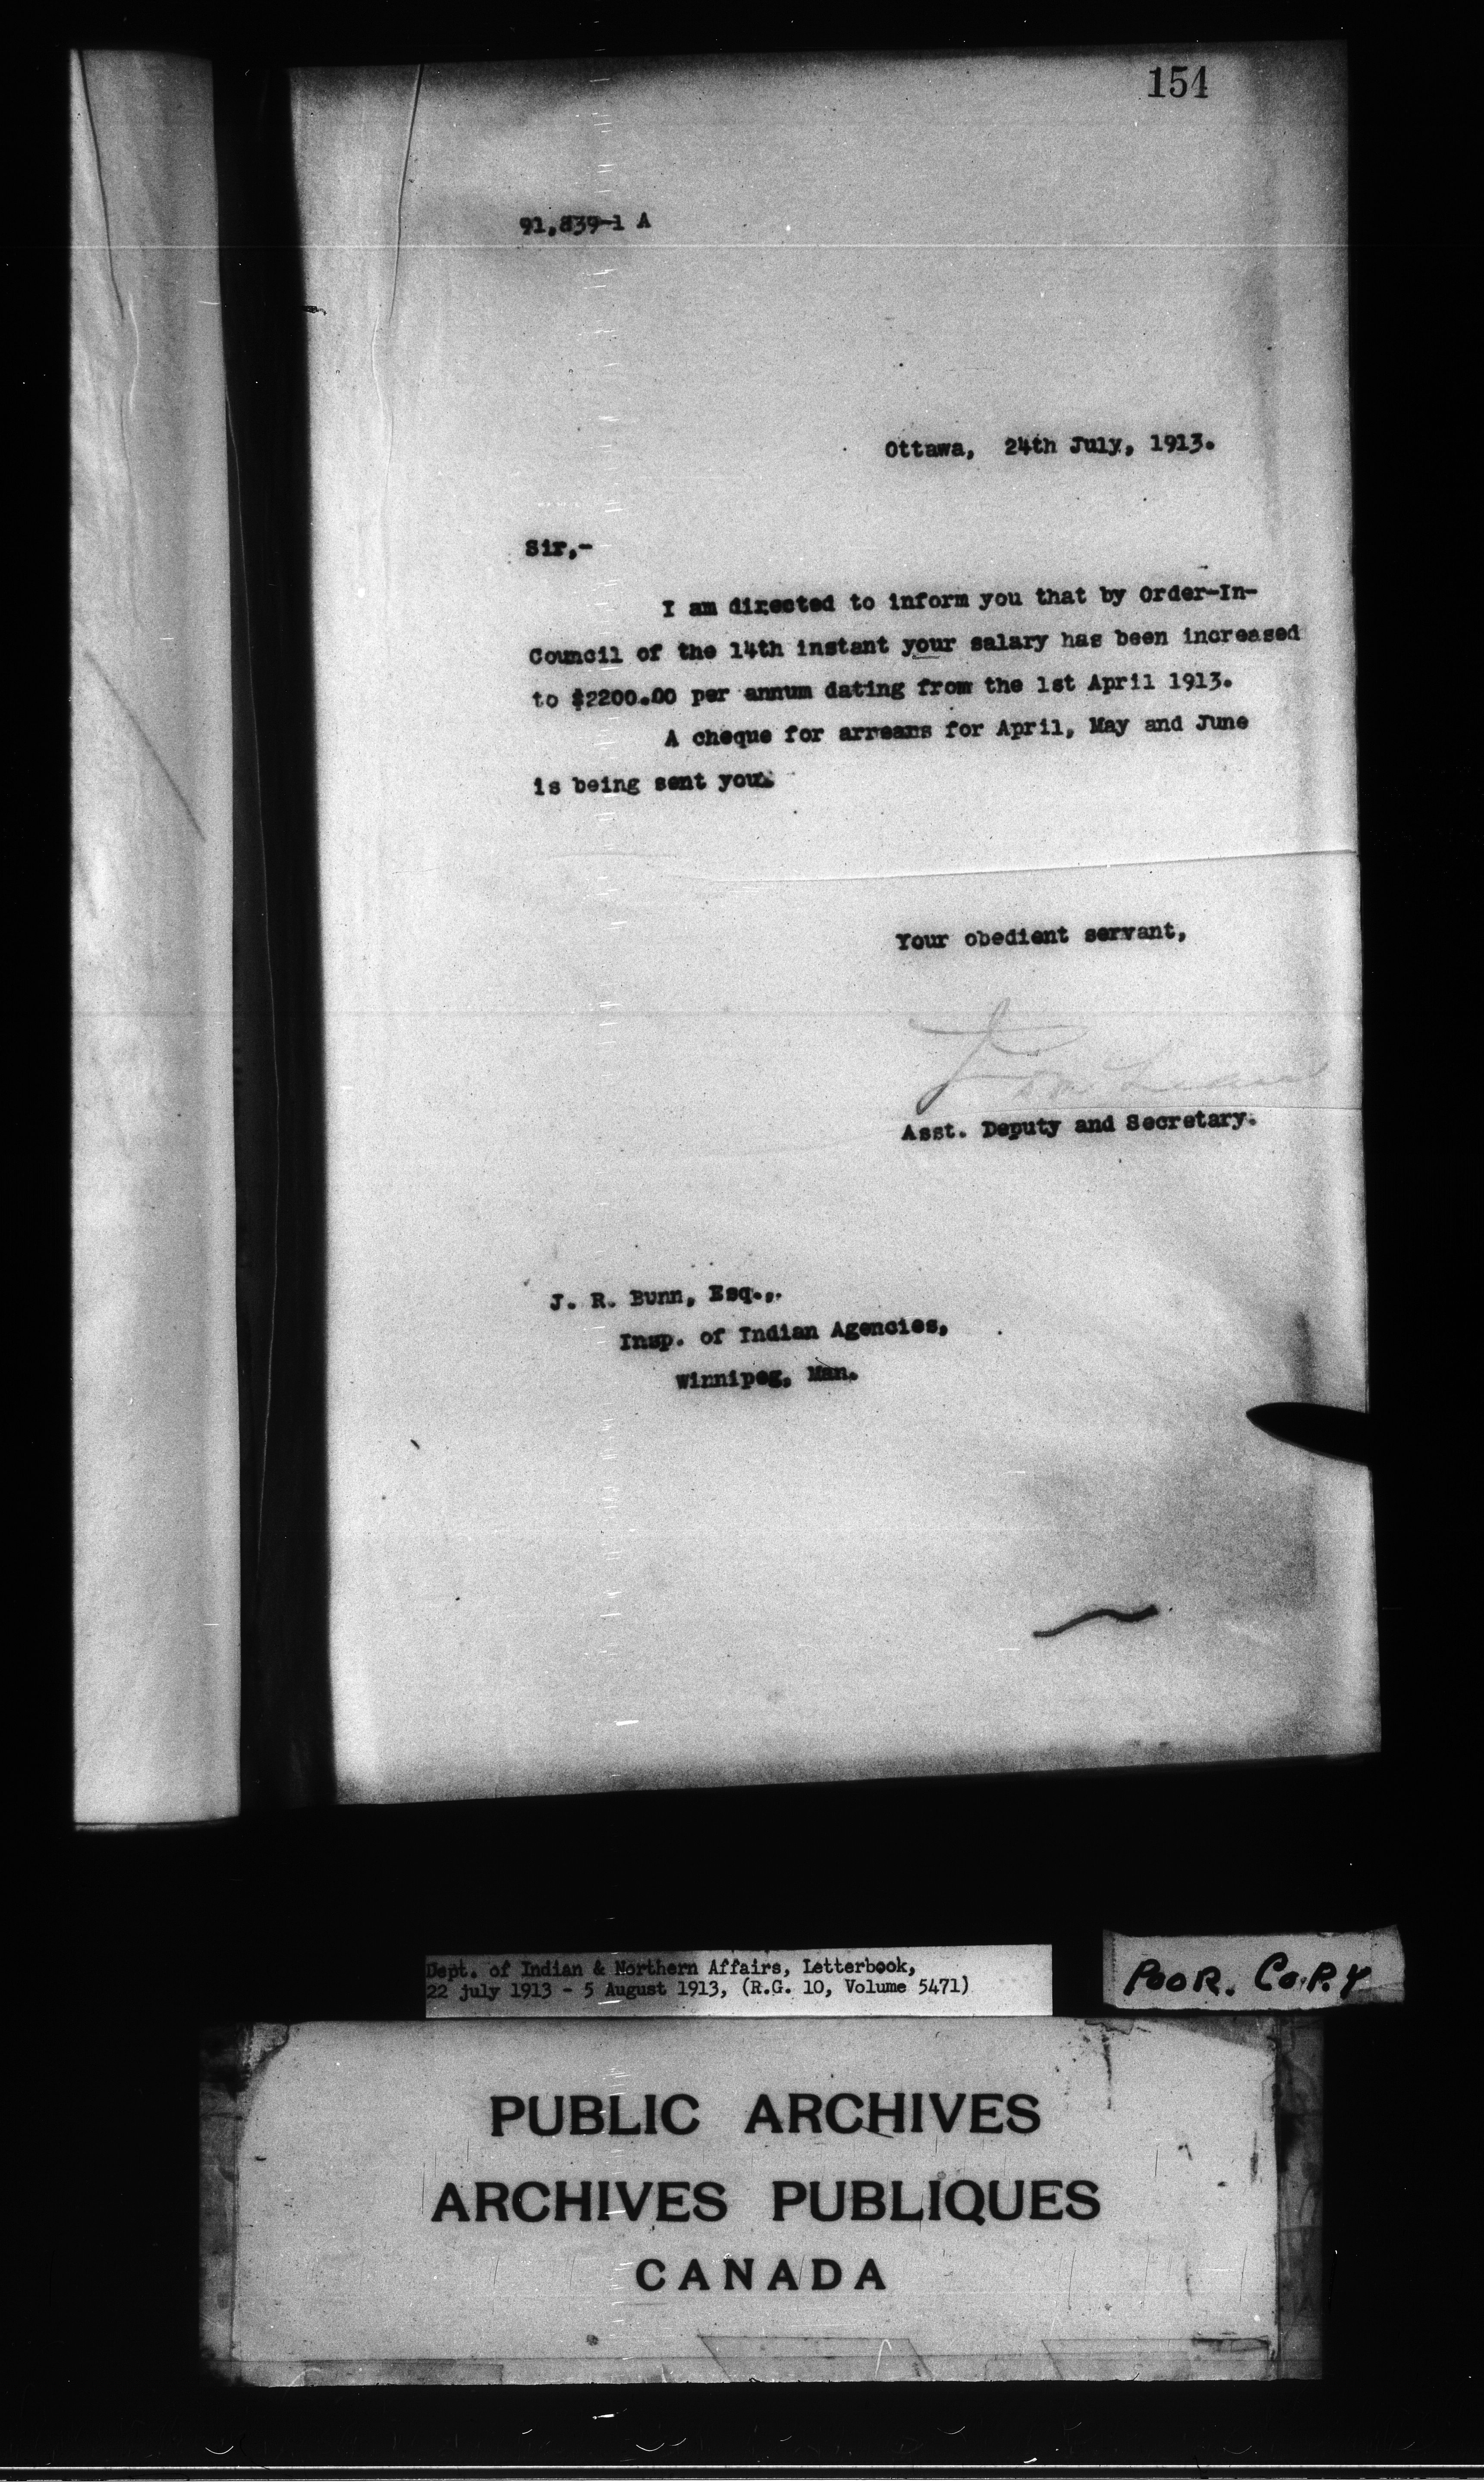 154
91,839-1 A
Ottawa, 24th July, 1913.
Sir,-
I am directed to inform you that by Order-In-
Council of the 14th instant your salary has been increased
to $2200.00 per annum dating from the 1st April 1913.
A cheque for arrears for April, May and June
is being sent you.
Your obedient servant,
Asst. Deputy and Secretary.
J. R. Bunn, Esq.,
Insp. of Indian Agencies,
Winnipeg, Man.
Dept. of Indian & Northern Affairs, Letterbook,
22 july 1913 - 5 August 1913, (R.G. 10, Volume 5471)
POOR. COPY
PUBLIC ARCHIVES
ARCHIVES PUBLIQUES
CANADA